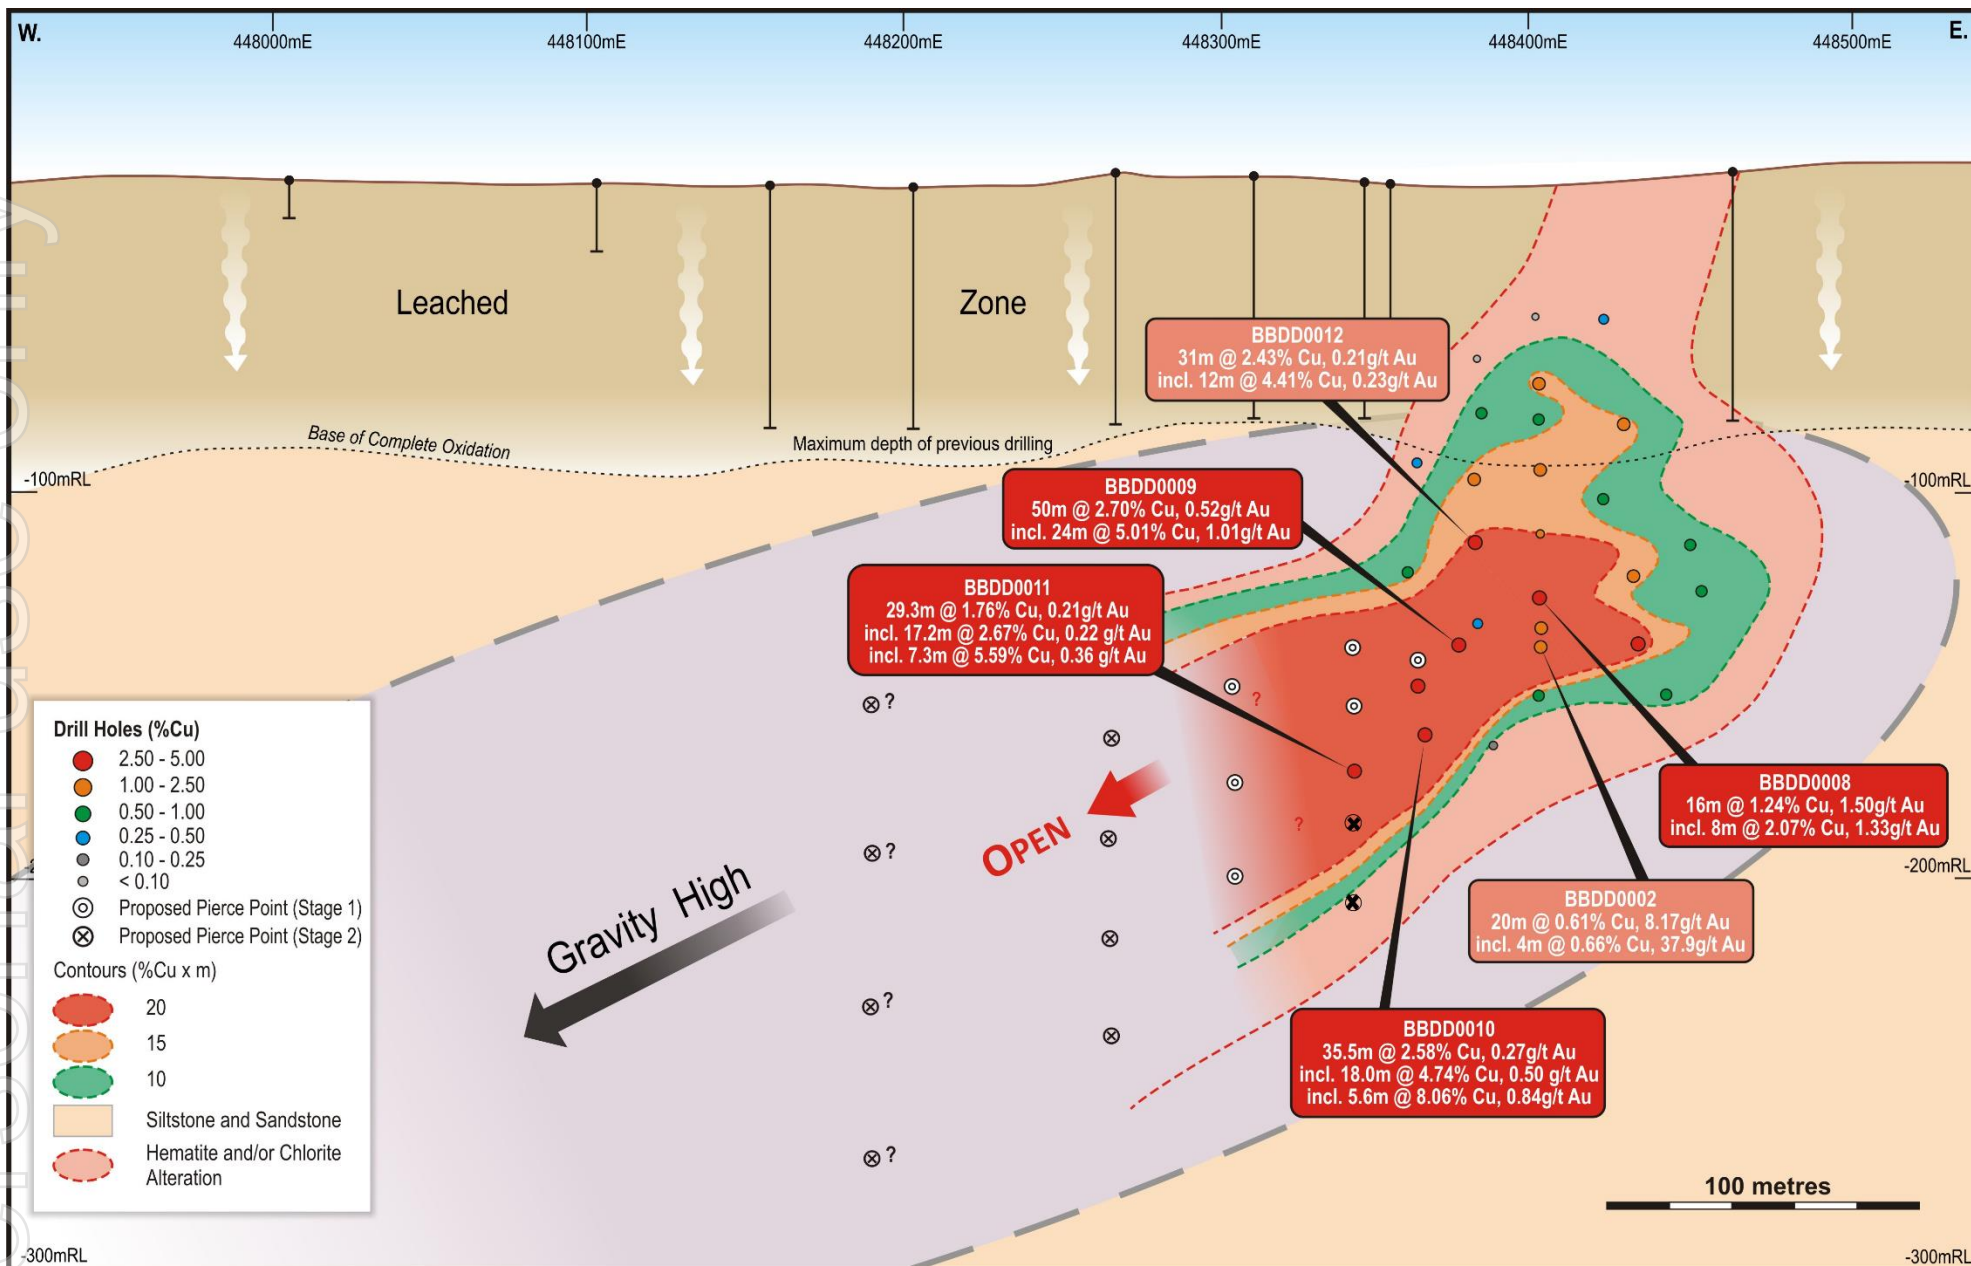 W.
448000mE
448100mE
448200mE
448300mE
448400mE
448500mE
E.
Leached Zone
BBDD0012
31m @ 2.43% Cu, 0.21g/t Au
incl. 12m @ 4.41% Cu, 0.23g/t Au
Base of Complete Oxidation
Maximum depth of previous drilling
-100mRL
-100mRL
BBDD0009
50m @ 2.70% Cu, 0.52g/t Au
incl. 24m @ 5.01% Cu, 1.01g/t Au
BBDD0011
29.3m @ 1.76% Cu, 0.21g/t Au
incl. 17.2m @ 2.67% Cu, 0.22 g/t Au
incl. 7.3m @ 5.59% Cu, 0.36 g/t Au
?
?
?
?
?
?
OPEN
Gravity High
BBDD0008
16m @ 1.24% Cu, 1.50g/t Au
incl. 8m @ 2.07% Cu, 1.33g/t Au
-200mRL
BBDD0002
20m @ 0.61% Cu, 8.17g/t Au
incl. 4m @ 0.66% Cu, 37.9g/t Au
BBDD0010
35.5m @ 2.58% Cu, 0.27g/t Au
incl. 18.0m @ 4.74% Cu, 0.50 g/t Au
incl. 5.6m @ 8.06% Cu, 0.84g/t Au
Drill Holes (%Cu)
2.50 - 5.00
1.00 - 2.50
0.50 - 1.00
0.25 - 0.50
0.10 - 0.25
< 0.10
Proposed Pierce Point (Stage 1)
Proposed Pierce Point (Stage 2)
Contours (%Cu x m)
20
15
10
Siltstone and Sandstone
Hematite and/or Chlorite
Alteration
100 metres
-300mRL
-300mRL